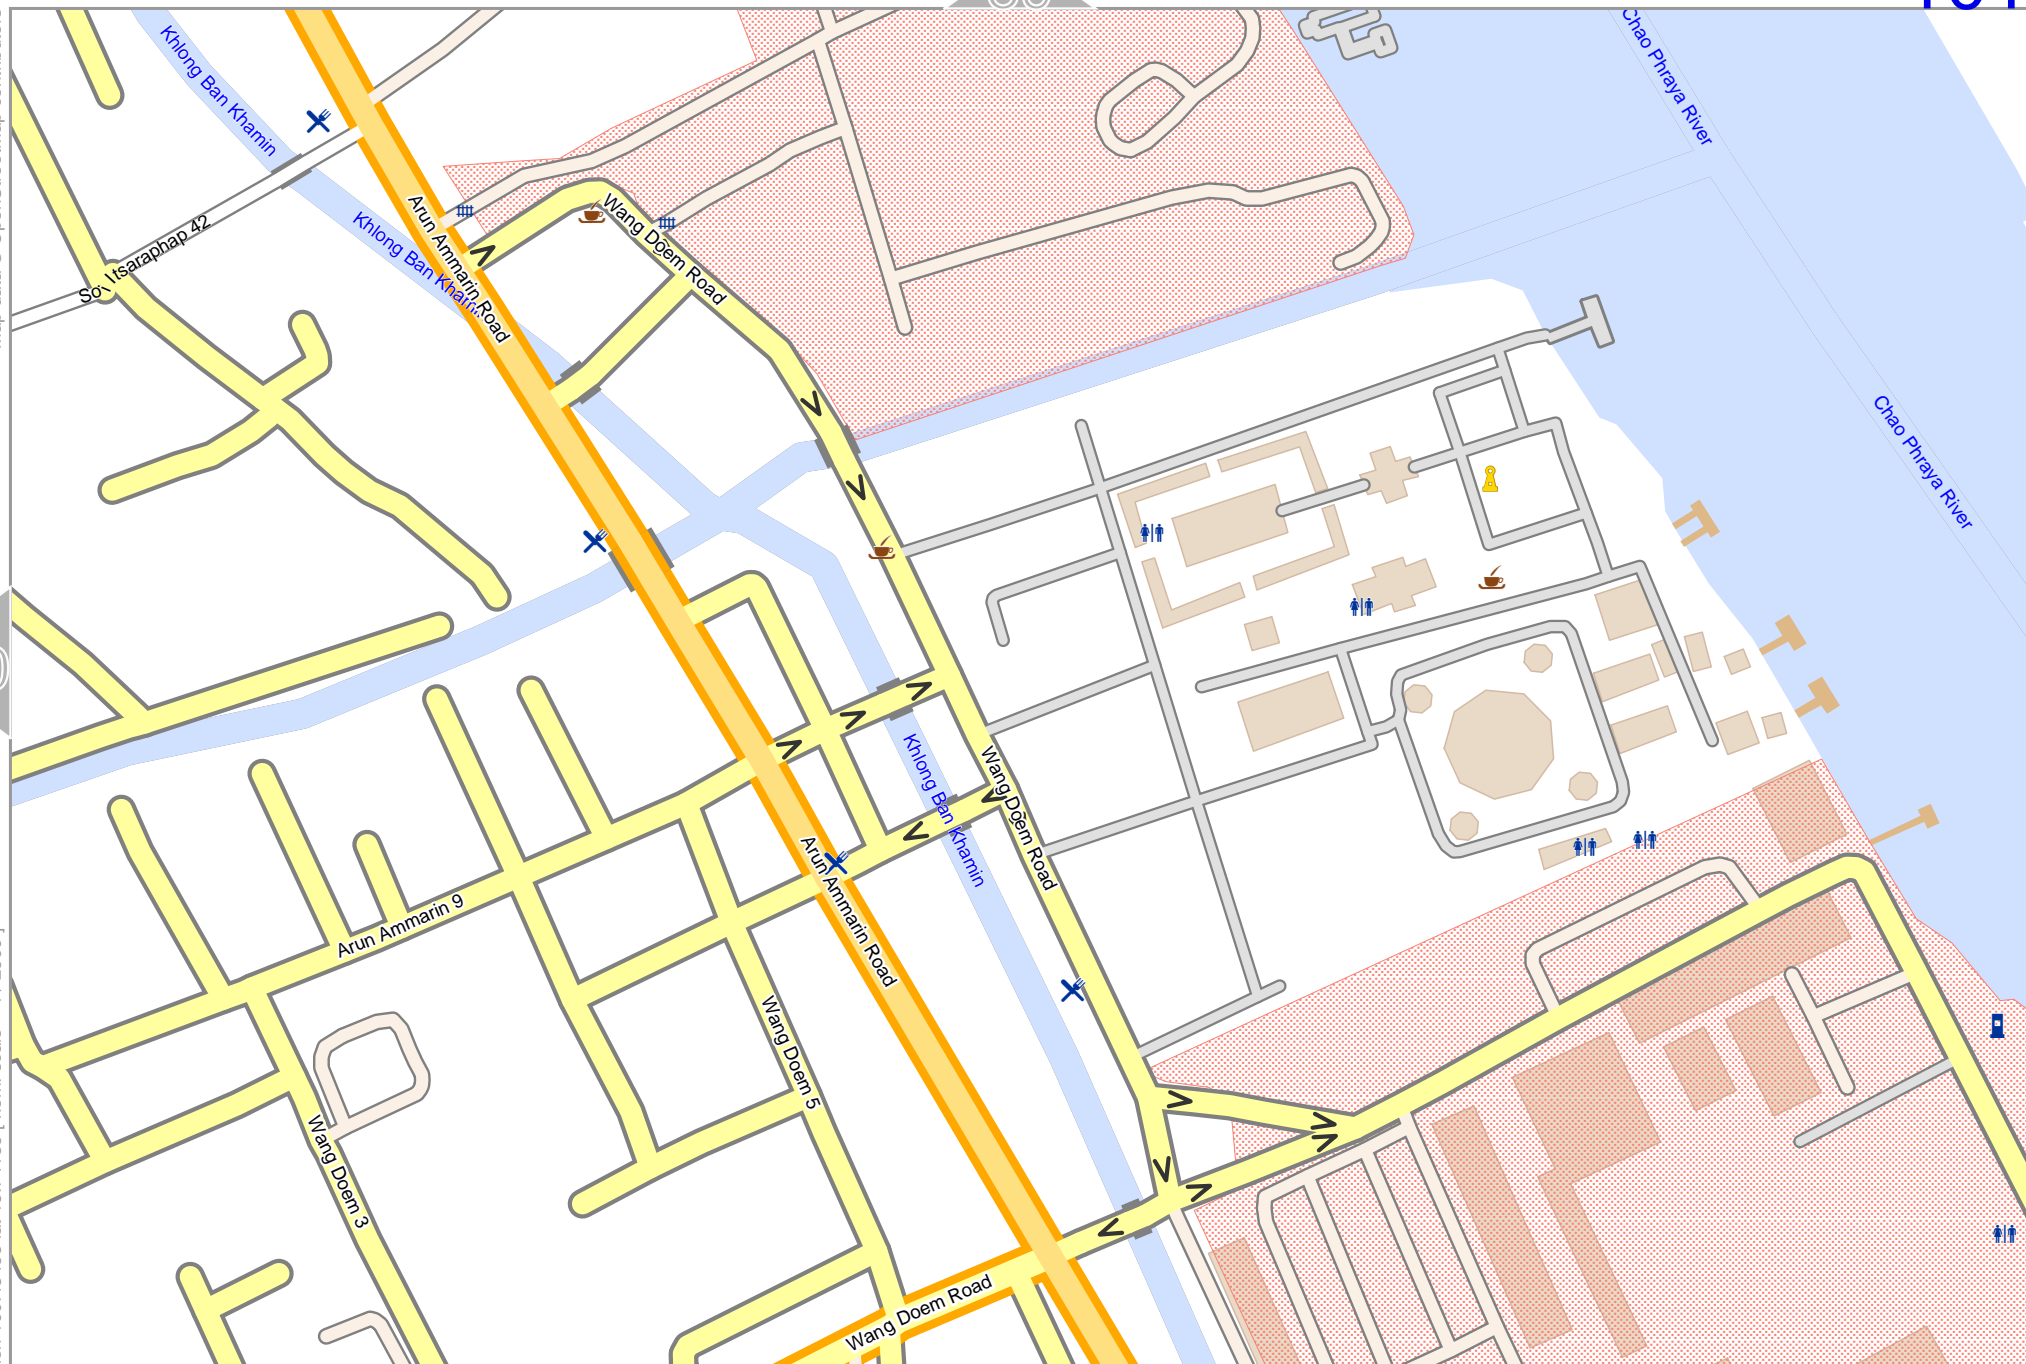 Khlong Ban Khamin
Chao Phraya River
Arun Ammarin Road
Wang Doem Road
Soi Itsaraphap 42
Khlong Ban Khamin
Chao Phraya River
Wang Doem Road
Khlong Ban Khamin
Arun Ammarin Road
Arun Ammarin 9
Wang Doem 5
Wang Doem 3
Wang Doem Road